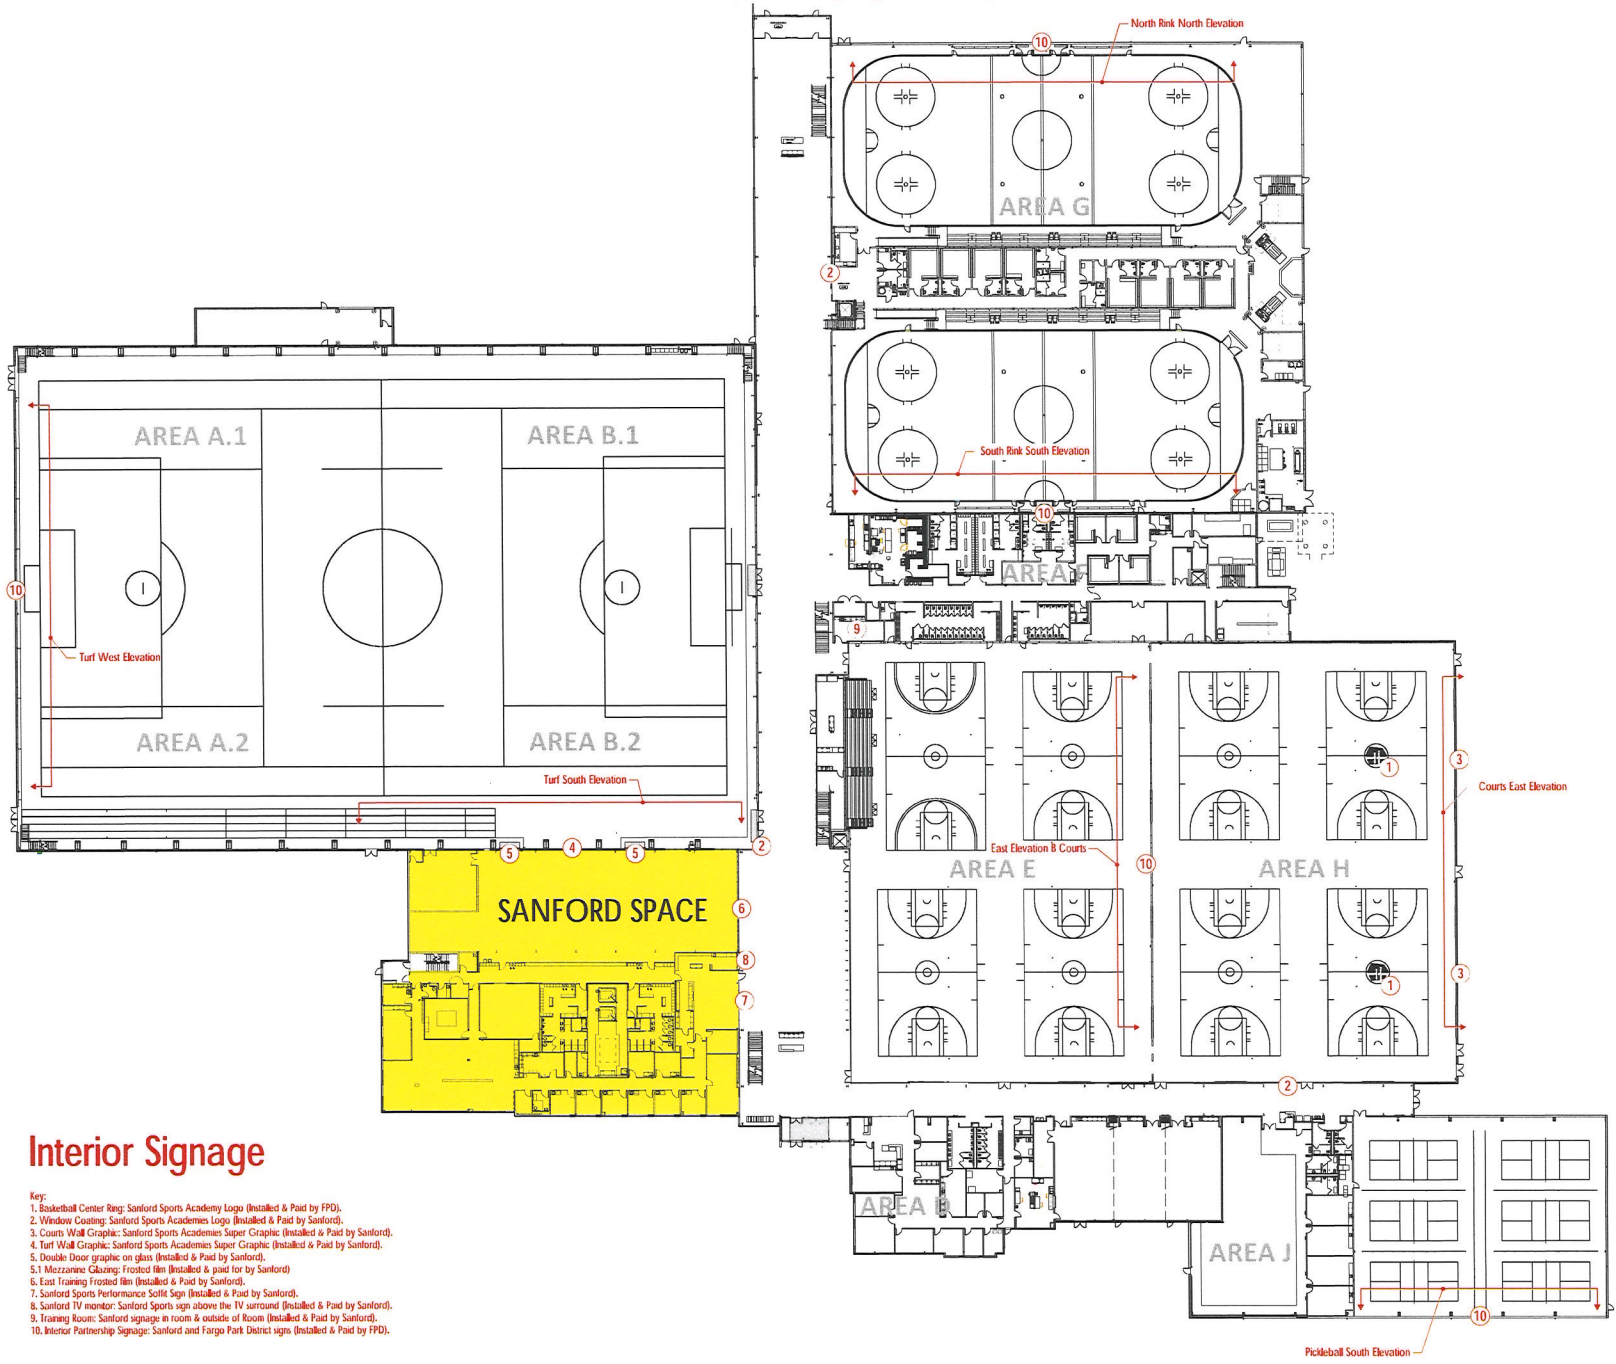 North Rink North Elevation
10
AREA G
2
AREA A.1
AREA B.1
South Rink South Elevation
10
AREA F
10
9
Turf West Elevation
AREA A.2
AREA B.2
1
3
Turf South Elevation
Courts East Elevation
5
4
5
2
East Elevation B Courts
10
AREA E
AREA H
SANFORD SPACE
6
8
3
1
7
2
Interior Signage
AREA D
AREA J
Key:
1. Basketball Center Ring: Sanford Sports Academy Logo (Installed & Paid by FPD).
2. Window Coating: Sanford Sports Academies Logo (Installed & Paid by Sanford).
3. Courts Wall Graphic: Sanford Sports Academies Super Graphic (Installed & Paid by Sanford).
4. Turf Wall Graphic: Sanford Sports Academies Super Graphic (Installed & Paid by Sanford).
5. Double Door graphic on glass (Installed & Paid by Sanford).
5.1 Mezzanine Glazing: Frosted film (Installed & paid for by Sanford)
6. East Training Frosted film (Installed & Paid by Sanford).
7. Sanford Sports Performance Soffit Sign (Installed & Paid by Sanford).
8. Sanford TV monitor: Sanford Sports sign above the TV surround (Installed & Paid by Sanford).
9. Training Room: Sanford signage in room & outside of Room (Installed & Paid by Sanford).
10. Interior Partnership Signage: Sanford and Fargo Park District signs (Installed & Paid by FPD).
10
Pickleball South Elevation